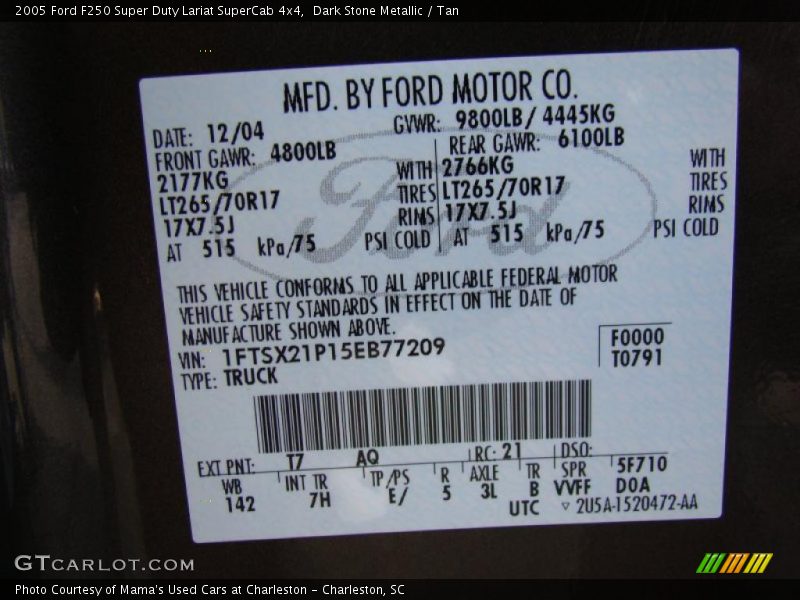 2005 Ford F250 Super Duty Lariat SuperCab 4x4,  Dark Stone Metallic / Tan
MFD. BY FORD MOTOR CO.
DATE: 12/04 GVWR: 9800LB/ 4445KG
FRONT GAWR: 4800LB REAR GAWR: 6100LB
2177KG WITH 2766KG WITH
LT265/70R17 TIRES LT265/70R17 TIRES
17X7.5J RIMS 17X7.5J RIMS
AT 515 kPa/75 PSI COLD AT 515 kPa/75 PSI COLD
Ford
THIS VEHICLE CONFORMS TO ALL APPLICABLE FEDERAL MOTOR
VEHICLE SAFETY STANDARDS IN EFFECT ON THE DATE OF
MANUFACTURE SHOWN ABOVE.
VIN: 1FTSX21P15EB77209 F0000
TYPE: TRUCK T0791
EXT PNT: T7 AQ RC: 21 DSO:
WB INT TR TP/PS R AXLE TR SPR 5F710
142 7H E/ 5 3L B VVFF D0A
UTC ▽ 2U5A-1520472-AA
GTcarlot.com
Photo Courtesy of Mama's Used Cars at Charleston - Charleston, SC